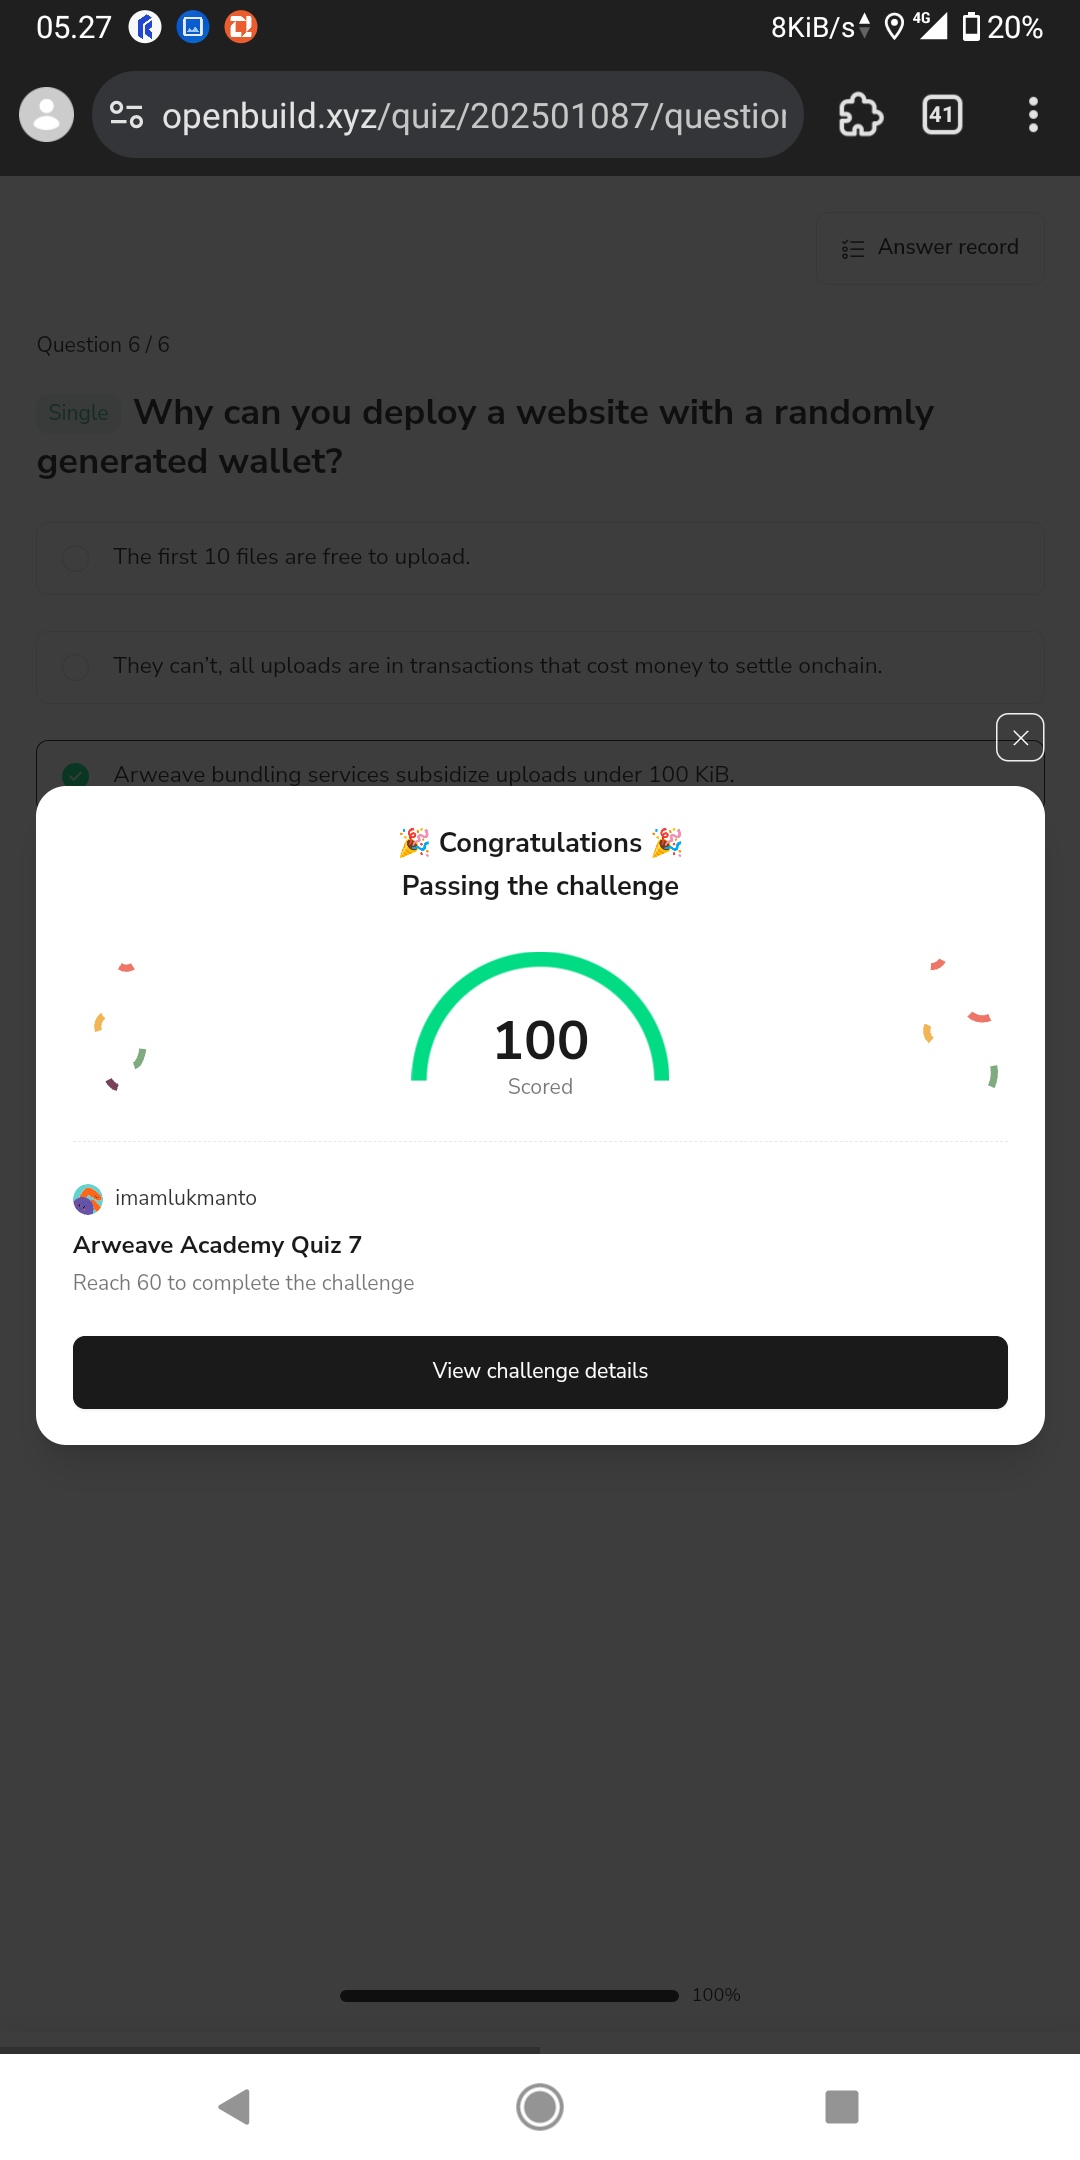 05.27
8KiB/s 4G 20%
openbuild.xyz/quiz/202501087/question
41
Answer record
Question 6 / 6
Single Why can you deploy a website with a randomly
generated wallet?
The first 10 files are free to upload.
They can’t, all uploads are in transactions that cost money to settle onchain.
Arweave bundling services subsidize uploads under 100 KiB.
🎉 Congratulations 🎉
Passing the challenge
100
Scored
imamlukmanto
Arweave Academy Quiz 7
Reach 60 to complete the challenge
View challenge details
100%